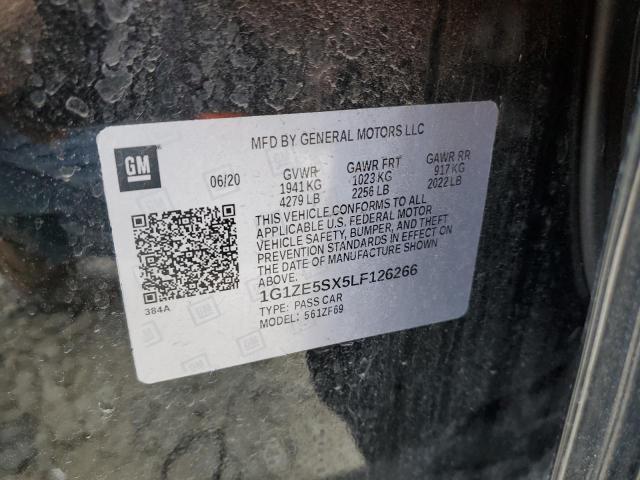 MFD BY GENERAL MOTORS LLC
GM
06/20
GVWR GAWR FRT GAWR RR
1941 KG 1023 KG 917 KG
4279 LB 2256 LB 2022 LB
THIS VEHICLE CONFORMS TO ALL
APPLICABLE U.S. FEDERAL MOTOR
VEHICLE SAFETY, BUMPER, AND THEFT
PREVENTION STANDARDS IN EFFECT ON
THE DATE OF MANUFACTURE SHOWN
ABOVE.
1G1ZE5SX5LF126266
TYPE: PASS CAR
MODEL: 561ZF69
384A